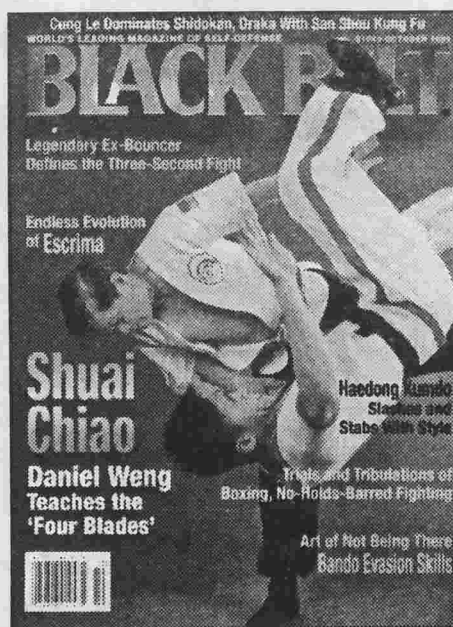 Cung Le Dominates Shidokan, Draka With San Shou Kung Fu
WORLD'S LEADING MAGAZINE OF SELF-DEFENSE
OCTOBER
BLACK BELT
Legendary Ex-Bouncer
Defines the Three-Second Fight
Endless Evolution
of Escrima
Shuai
Chiao
Daniel Weng
Teaches the
'Four Blades'
Haedong Kumdo
Slashes and
Stabs With Style
Trials and Tribulations of
Boxing, No-Holds-Barred Fighting
Art of Not Being There
Bando Evasion Skills